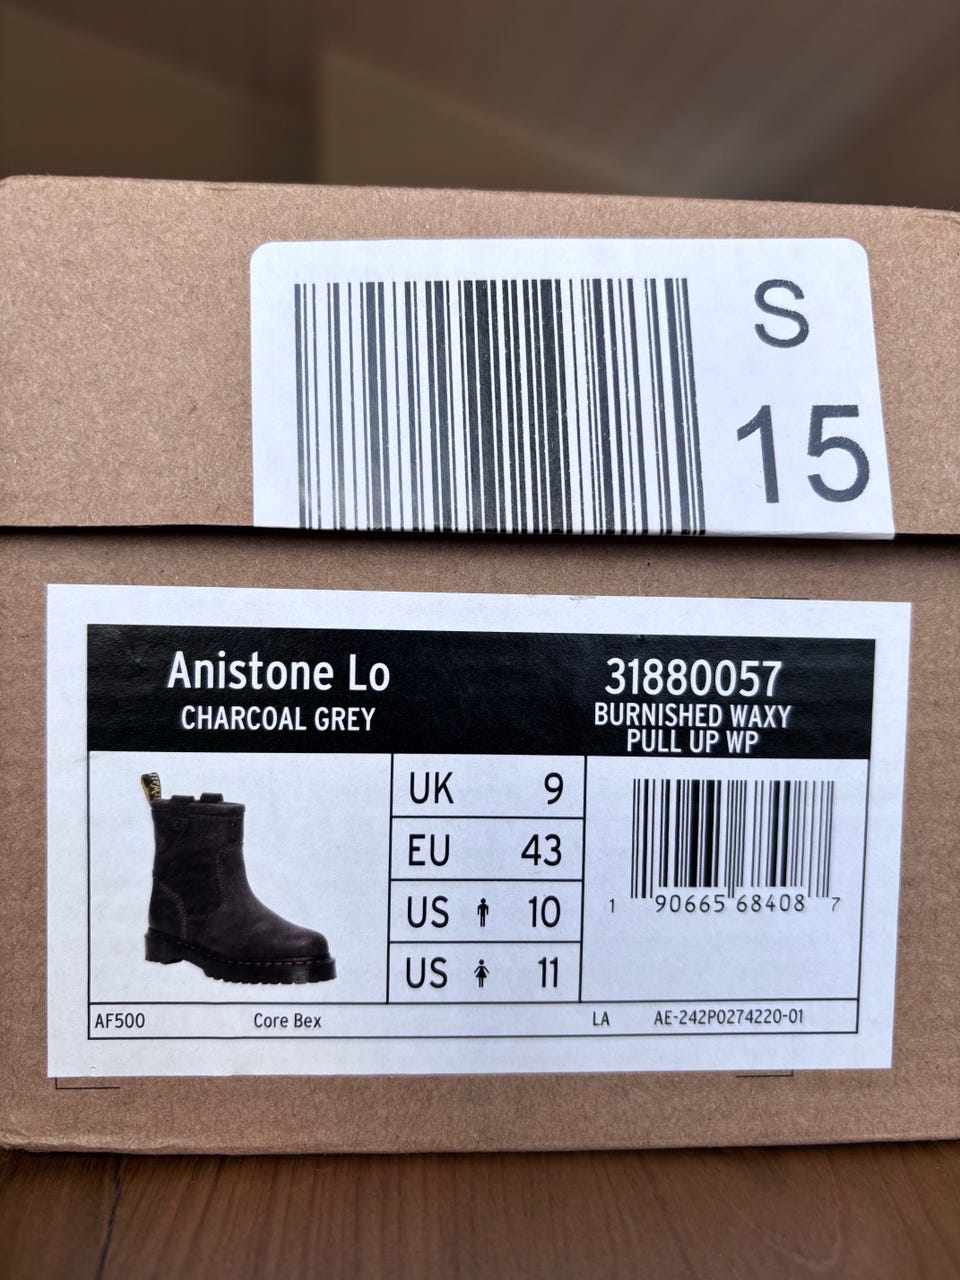 S
15
Anistone Lo
CHARCOAL GREY
31880057
BURNISHED WAXY
PULL UP WP
UK 9
EU 43
US 10
US 11
1 90665 68408 7
AF500 Core Bex LA AE-242P0274220-01